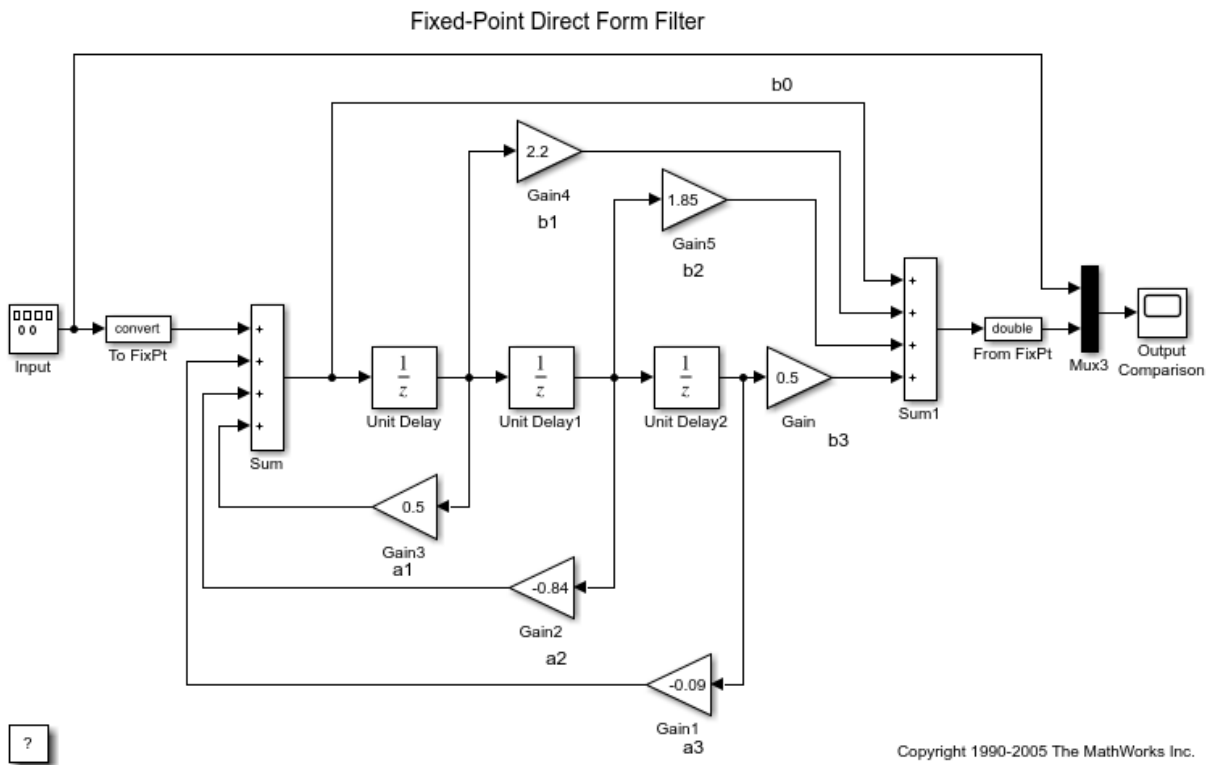 Fixed-Point Direct Form Filter
b0
2.2
Gain4
b1
1.85
Gain5
b2
0 0
Input
convert
To FixPt
+
+
+
+
Sum
1
z
Unit Delay
1
z
Unit Delay1
1
z
Unit Delay2
0.5
Gain
b3
+
+
+
+
Sum1
double
From FixPt
Mux3
Output
Comparison
0.5
Gain3
a1
-0.84
Gain2
a2
-0.09
Gain1
a3
?
Copyright 1990-2005 The MathWorks Inc.